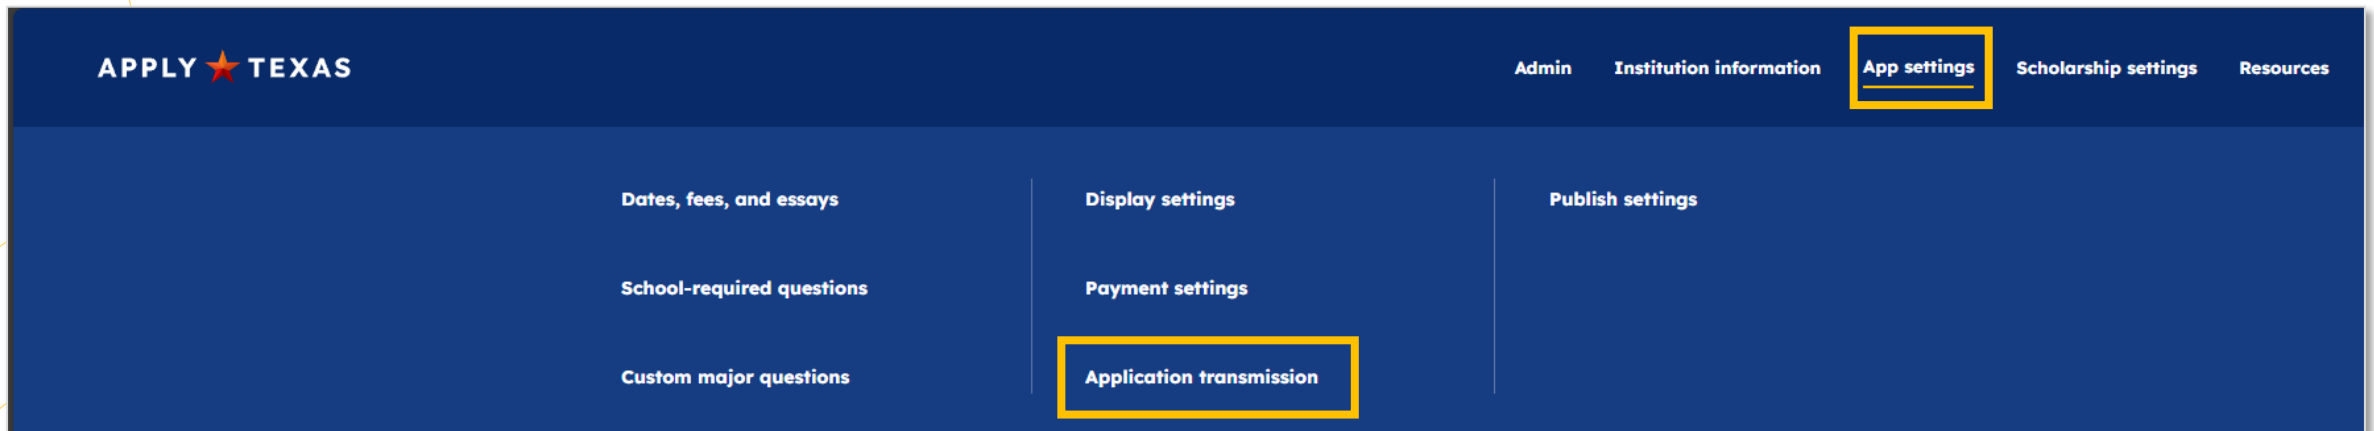 APPLY TEXAS
Admin Institution information App settings Scholarship settings Resources
Dates, fees, and essays
School-required questions
Custom major questions
Display settings
Payment settings
Application transmission
Publish settings